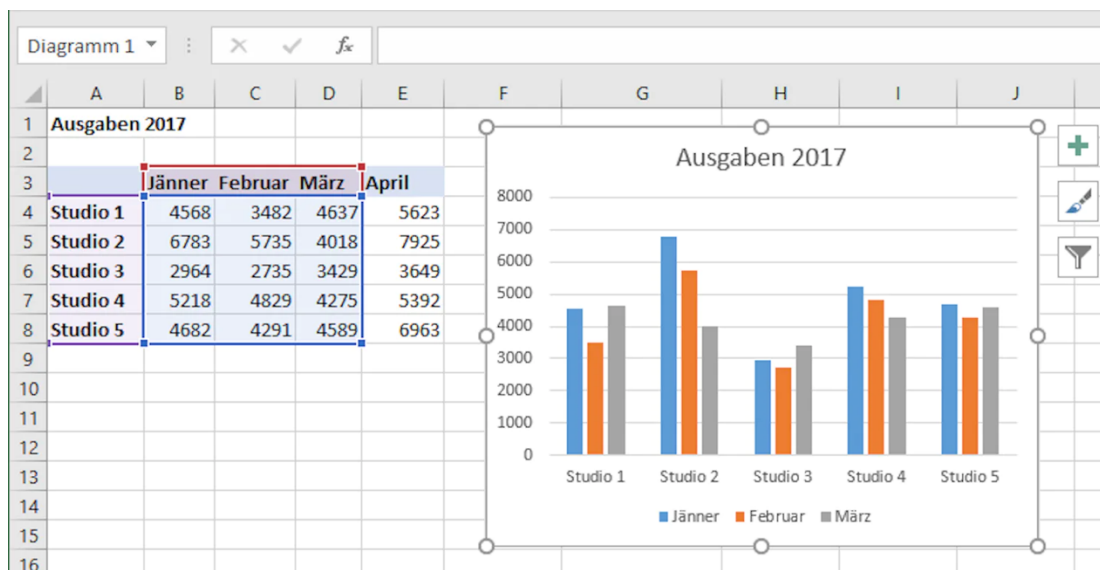 Diagramm 1
fx
A B C D E F G H I J
1 Ausgaben 2017
2
3 Jänner Februar März April
4 Studio 1 4568 3482 4637 5623
5 Studio 2 6783 5735 4018 7925
6 Studio 3 2964 2735 3429 3649
7 Studio 4 5218 4829 4275 5392
8 Studio 5 4682 4291 4589 6963
9
10
11
12
13
14
15
16
Ausgaben 2017
8000
7000
6000
5000
4000
3000
2000
1000
0
Studio 1 Studio 2 Studio 3 Studio 4 Studio 5
Jänner Februar März